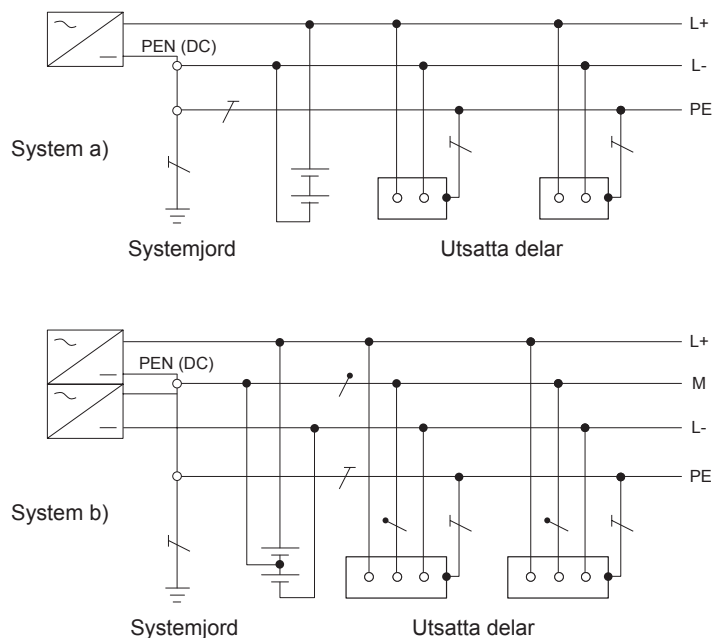 L+
PEN (DC)
L-
PE
System a)
Systemjord
Utsatta delar
L+
PEN (DC)
M
L-
PE
System b)
Systemjord
Utsatta delar